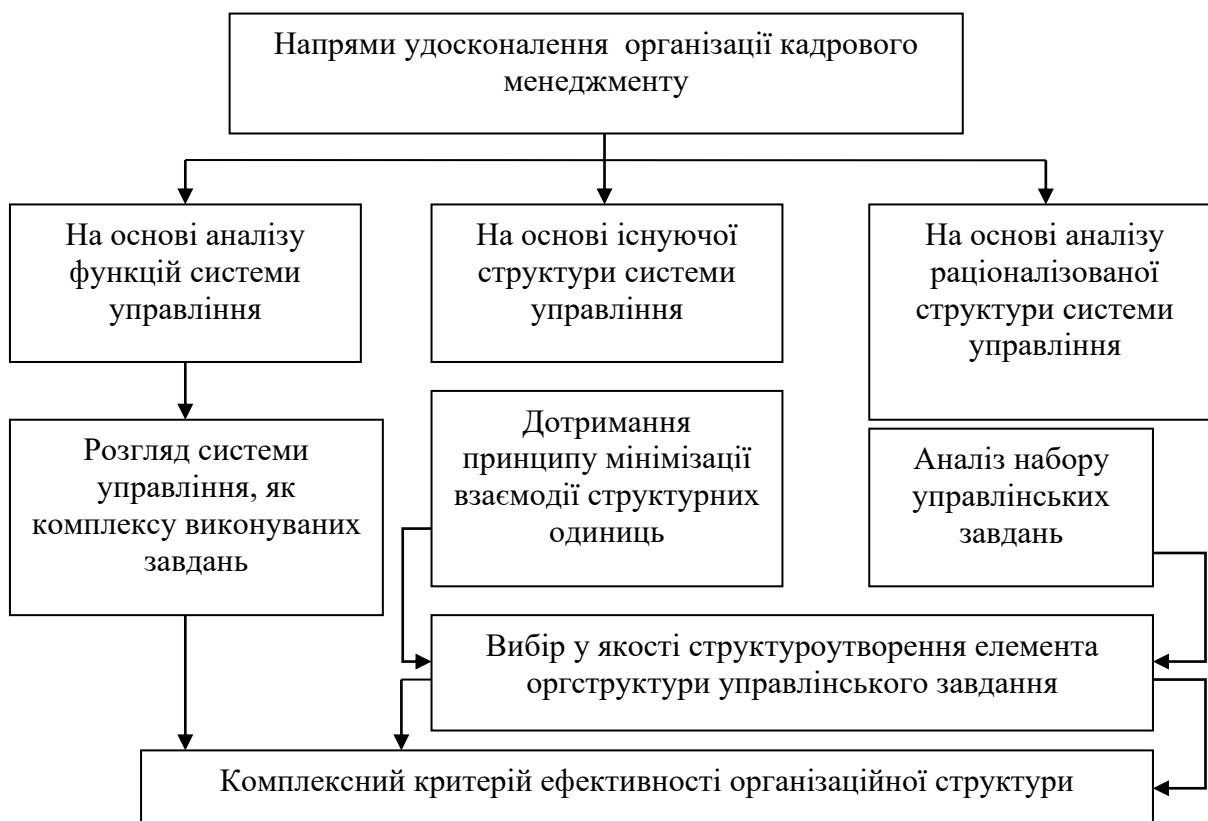 Напрями удосконалення  організації кадрового
менеджменту
На основі аналізу
функцій системи
управління
На основі існуючої
структури системи
управління
На основі аналізу
раціоналізованої
структури системи
управління
Розгляд системи
управління, як
комплексу виконуваних
завдань
Дотримання
принципу мінімізації
взаємодії структурних
одиниць
Аналіз набору
управлінських
завдань
Вибір у якості структуроутворення елемента
оргструктури управлінського завдання
Комплексний критерій ефективності організаційної структури